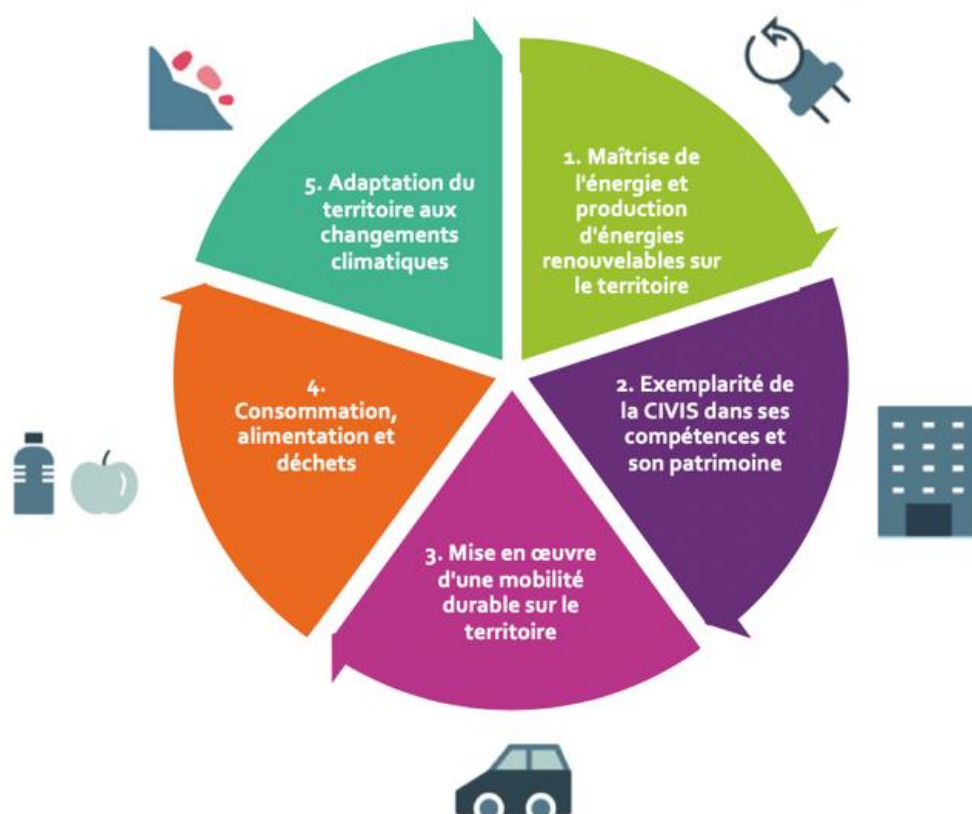 1. Maîtrise de
l'énergie et
production
d'énergies
renouvelables sur
le territoire
2. Exemplarité de
la CIVIS dans ses
compétences et
son patrimoine
3. Mise en œuvre
d'une mobilité
durable sur le
territoire
4.
Consommation,
alimentation et
déchets
5. Adaptation du
territoire aux
changements
climatiques